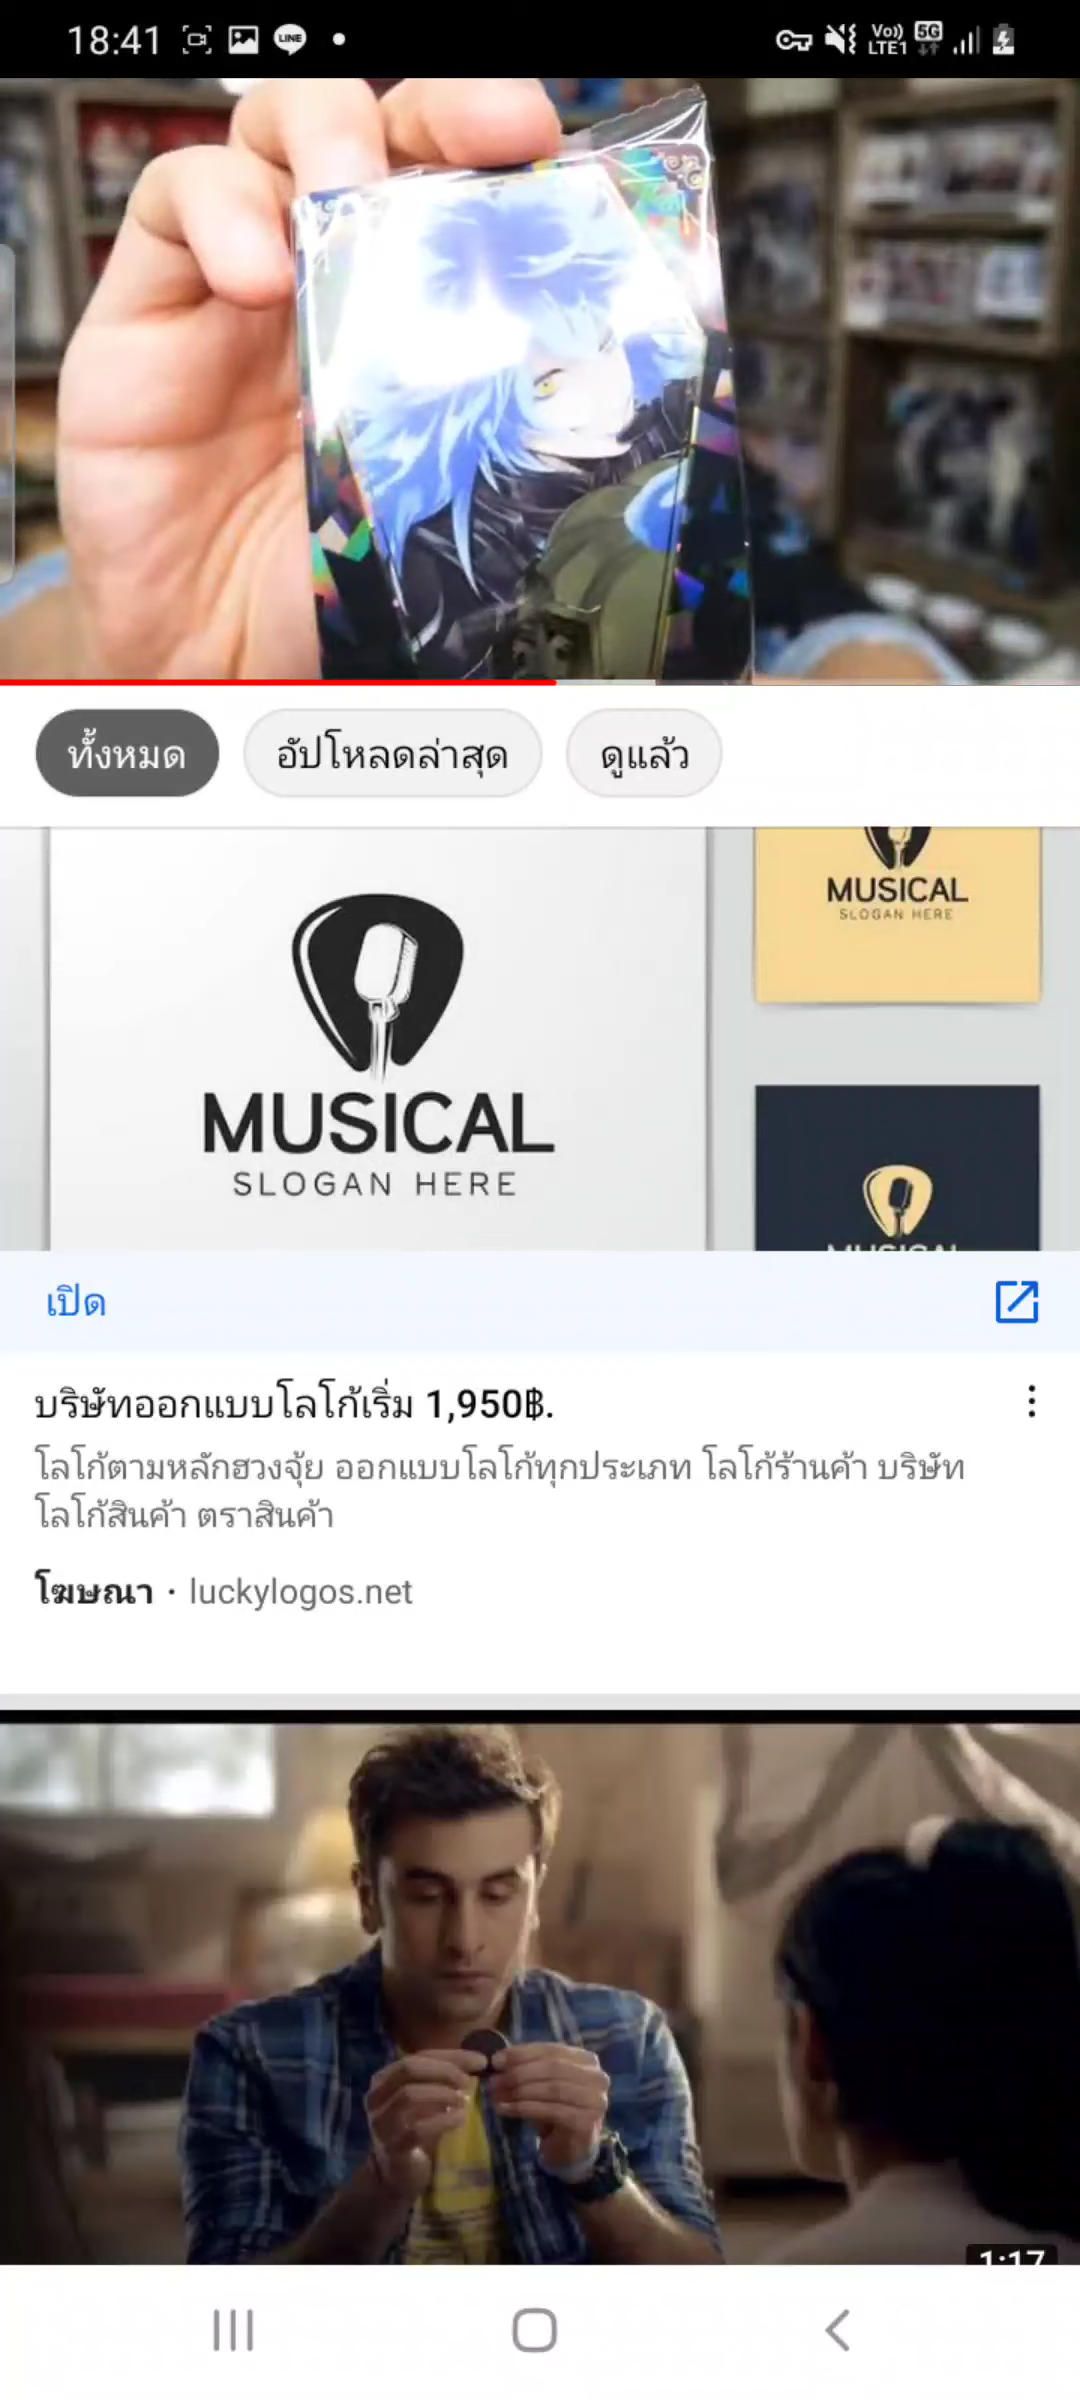 18:41 LINE Vo)) LTE1 5G
ทั้งหมด อัปโหลดล่าสุด ดูแล้ว
MUSICAL
SLOGAN HERE
MUSICAL
SLOGAN HERE
MUSICAL
เปิด
บริษัทออกแบบโลโก้เริ่ม 1,950฿.
โลโก้ตามหลักฮวงจุ้ย ออกแบบโลโก้ทุกประเภท โลโก้ร้านค้า บริษัท
โลโก้สินค้า ตราสินค้า
โฆษณา · luckylogos.net
1:17